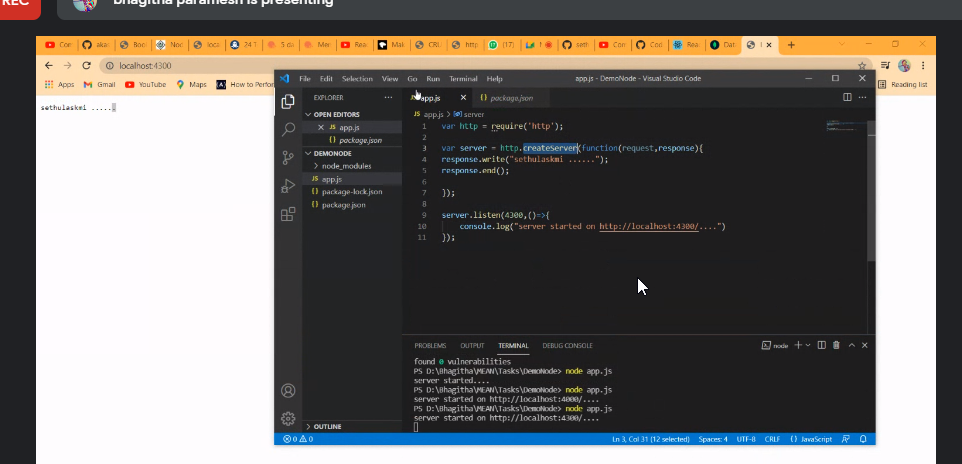 REC
bhagitha paramesh is presenting
Con
aka
Boo
Noc
loca
24 T
5 da
Mer
Rea
Mak
CRL
http
(17)
seth
Con
Cod
Rea
Dat
localhost:4300
Apps
Gmail
YouTube
Maps
How to Perform
Reading list
sethulaskmi .....
File Edit Selection View Go Run Terminal Help
app.js - DemoNode - Visual Studio Code
EXPLORER
OPEN EDITORS
JS app.js
{} package.json
DEMONODE
node_modules
JS app.js
package-lock.json
package.json
OUTLINE
app.js
{} package.json
JS app.js > server
1 var http = require('http');
2
3 var server = http.createServer(function(request,response){
4 response.write("sethulaskmi ......");
5 response.end();
6
7 });
8
9 server.listen(4300,()=>{
10 console.log("server started on http://localhost:4300/....")
11 });
PROBLEMS OUTPUT TERMINAL DEBUG CONSOLE
node
found 0 vulnerabilities
PS D:\Bhagitha\MEAN\Tasks\DemoNode> node app.js
server started....
PS D:\Bhagitha\MEAN\Tasks\DemoNode> node app.js
server started on http://localhost:4000/....
PS D:\Bhagitha\MEAN\Tasks\DemoNode> node app.js
server started on http://localhost:4300/....
0 0
Ln 3, Col 31 (12 selected) Spaces: 4 UTF-8 CRLF {} JavaScript